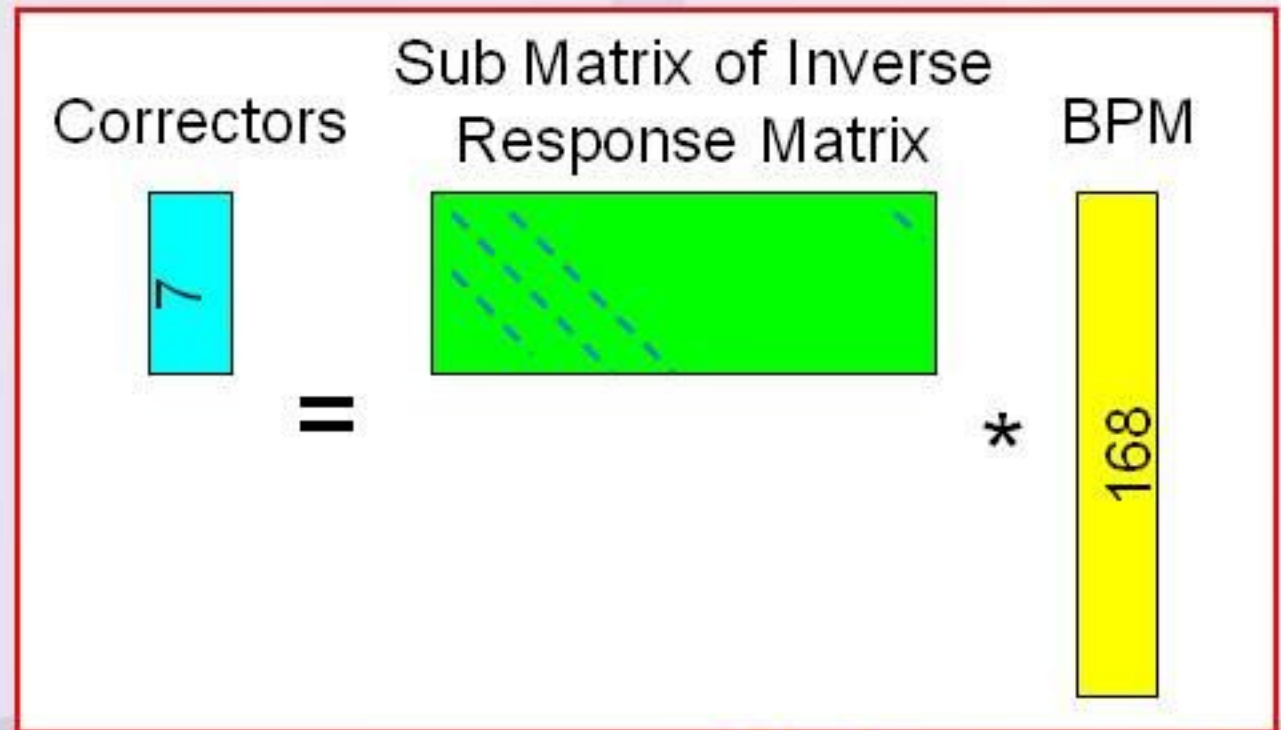 Correctors
Sub Matrix of Inverse
Response Matrix
BPM
7
=
*
168